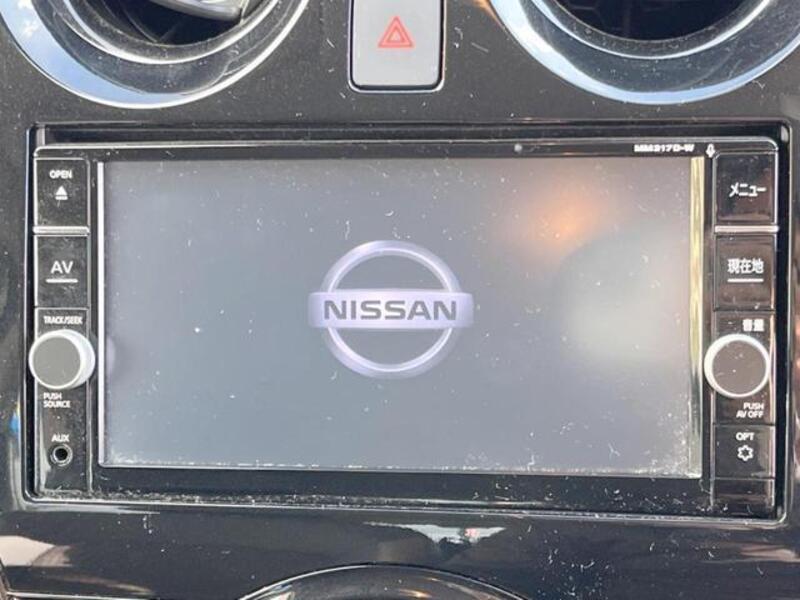 MM317D-W
OPEN
AV
TRACK/SEEK
PUSH
SOURCE
AUX
NISSAN
メニュー
現在地
音量
PUSH
AV OFF
OPT